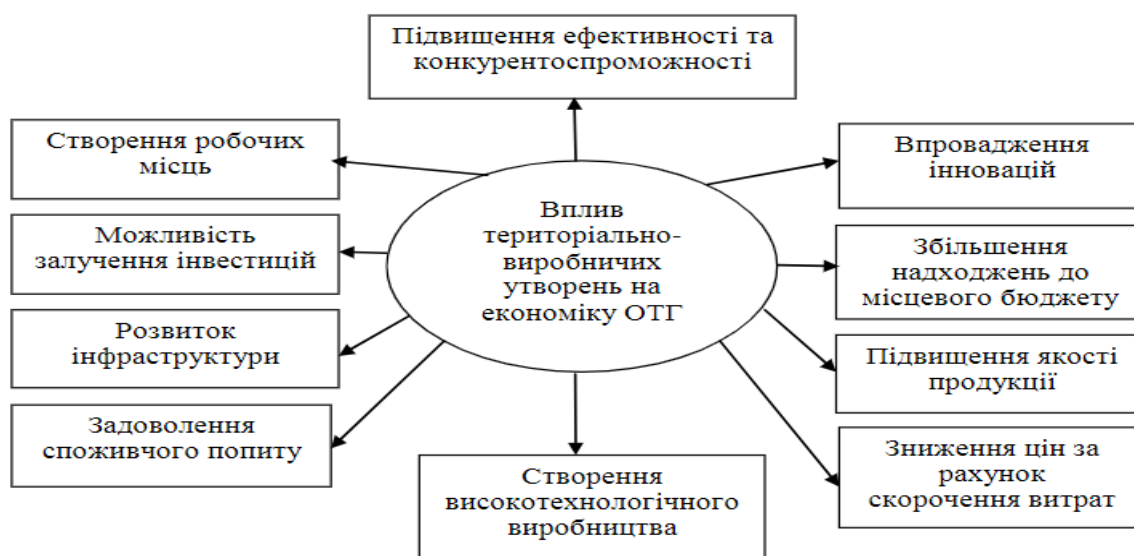 Підвищення ефективності та
конкурентоспроможності
Створення робочих
місць
Можливість
залучення інвестицій
Розвиток
інфраструктури
Задоволення
споживчого попиту
Вплив
територіально-
виробничих
утворень на
економіку ОТГ
Створення
високотехнологічного
виробництва
Впровадження
інновацій
Збільшення
надходжень до
місцевого бюджету
Підвищення якості
продукції
Зниження цін за
рахунок
скорочення витрат